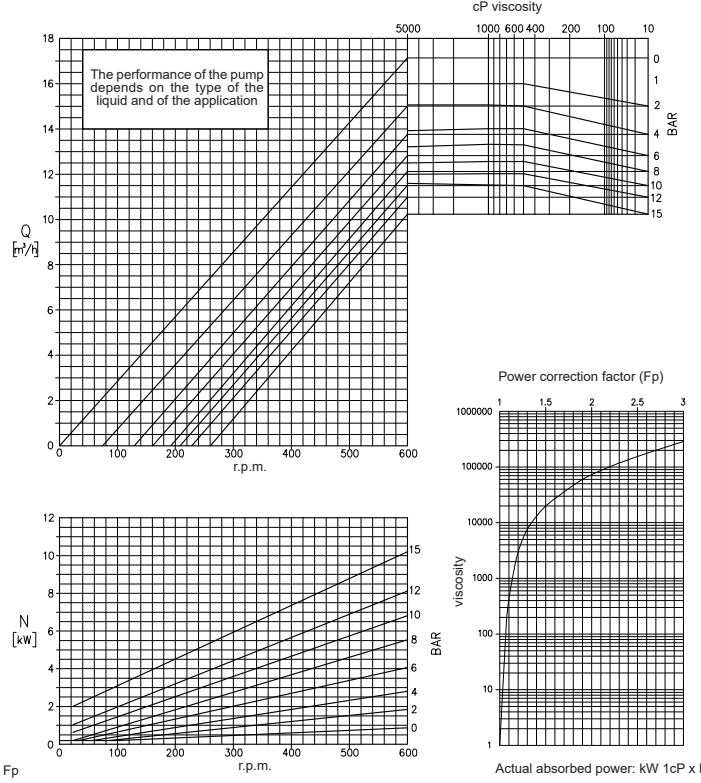 cP viscosity
5000 1000 600 400 200 100 10
18
16
14
12
10
8
6
4
2
0
Q
[m³/h]
The performance of the pump
depends on the type of the
liquid and of the application
0
1
2
4
6
8
10
12
15
BAR
0 100 200 300 400 500 600
r.p.m.
12
10
8
6
4
2
0
N
[kW]
15
12
10
8
6
4
2
0
BAR
0 100 200 300 400 500 600
r.p.m.
Fp
Power correction factor (Fp)
1 1.5 2 2.5 3
1000000
100000
10000
1000
100
10
1
viscosity
Actual absorbed power: kW 1cP x